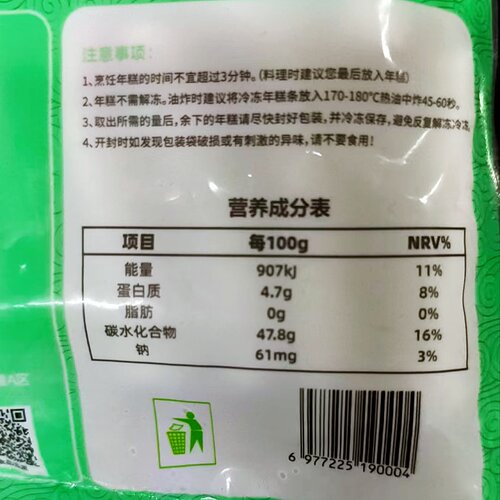 注意事项：
1、烹饪年糕的时间不宜超过3分钟。(料理时建议您最后放入年糕)
2、年糕不需解冻。油炸时建议将冷冻年糕条放入170-180℃热油中炸45-60秒。
3、取出所需的量后，余下的年糕请尽快封好包装，并冷冻保存，避免反复解冻冷冻。
4、开封时如发现包装袋破损或有刺激的异味，请不要食用！
营养成分表
项目 每100g NRV%
能量 907kJ 11%
蛋白质 4.7g 8%
脂肪 0g 0%
碳水化合物 47.8g 16%
钠 61mg 3%
6 977225 190004